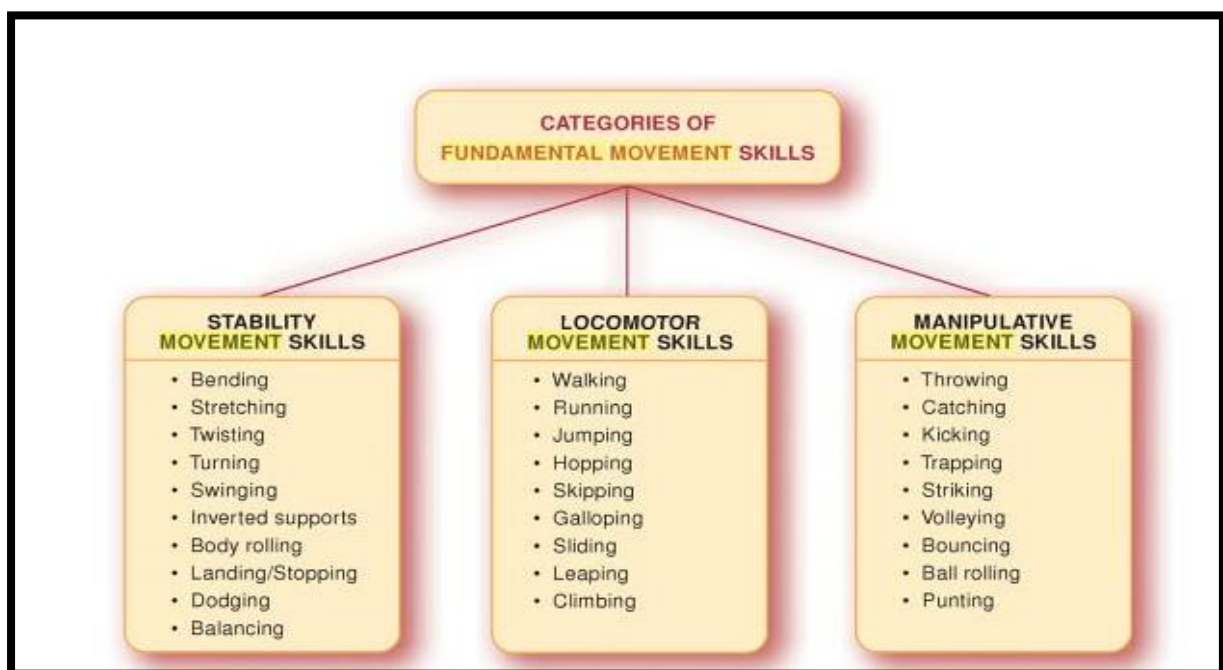 CATEGORIES OF
FUNDAMENTAL MOVEMENT SKILLS
STABILITY
MOVEMENT SKILLS
• Bending
• Stretching
• Twisting
• Turning
• Swinging
• Inverted supports
• Body rolling
• Landing/Stopping
• Dodging
• Balancing
LOCOMOTOR
MOVEMENT SKILLS
• Walking
• Running
• Jumping
• Hopping
• Skipping
• Galloping
• Sliding
• Leaping
• Climbing
MANIPULATIVE
MOVEMENT SKILLS
• Throwing
• Catching
• Kicking
• Trapping
• Striking
• Volleying
• Bouncing
• Ball rolling
• Punting